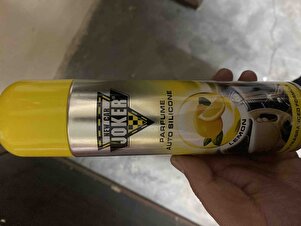 NEW CAR
JOKER
PARFUME
AUTO SILICONE
LEMON